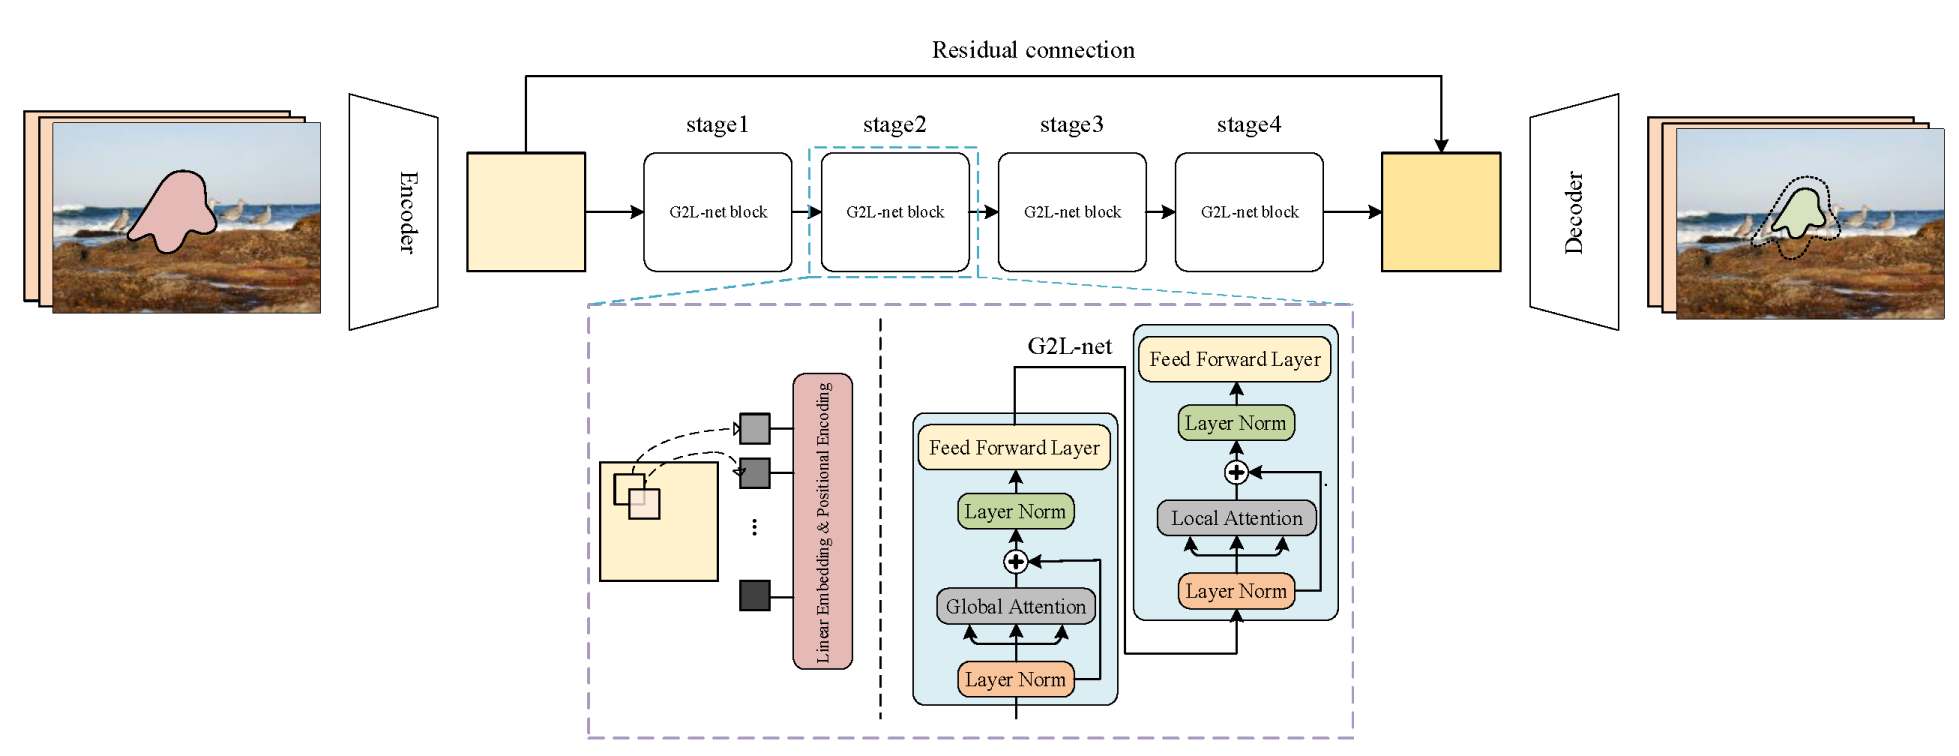 Residual connection
stage1
stage2
stage3
stage4
Encoder
G2L-net block
G2L-net block
G2L-net block
G2L-net block
Decoder
Linear Embedding & Positional Encoding
G2L-net
Feed Forward Layer
Layer Norm
Global Attention
Layer Norm
Feed Forward Layer
Layer Norm
Local Attention
Layer Norm